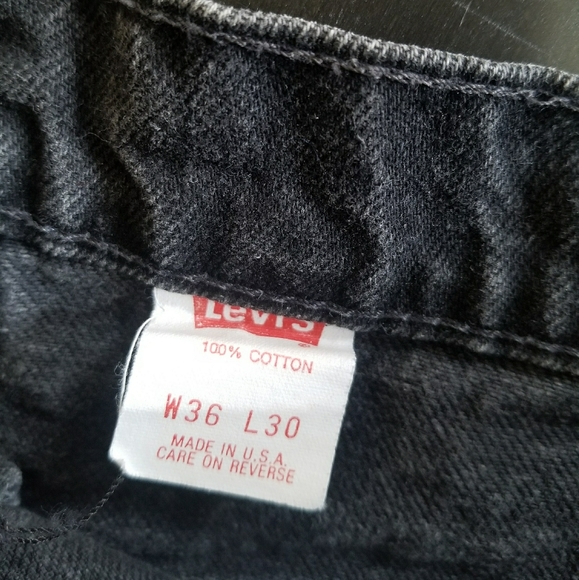 Levi's
100% COTTON
W36 L30
MADE IN U.S.A.
CARE ON REVERSE